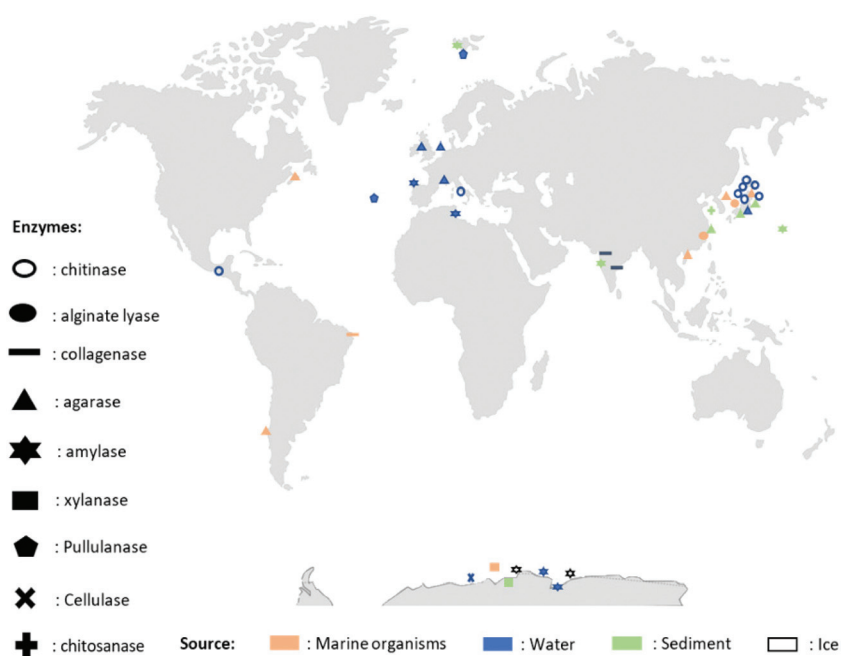 Enzymes:
: chitinase
: alginate lyase
: collagenase
: agarase
: amylase
: xylanase
: Pullulanase
: Cellulase
: chitosanase
Source: : Marine organisms : Water : Sediment : Ice